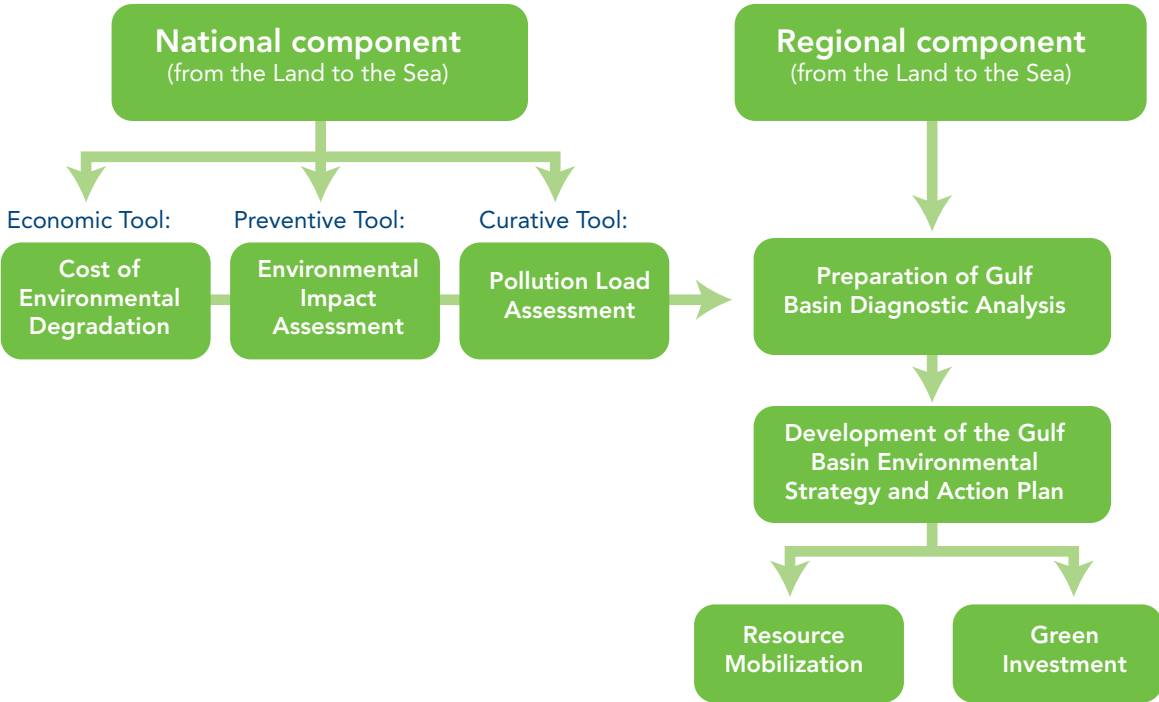 National component
(from the Land to the Sea)
Regional component
(from the Land to the Sea)
Economic Tool:
Cost of
Environmental
Degradation
Preventive Tool:
Environmental
Impact
Assessment
Curative Tool:
Pollution Load
Assessment
Preparation of Gulf
Basin Diagnostic Analysis
Development of the Gulf
Basin Environmental
Strategy and Action Plan
Resource
Mobilization
Green
Investment